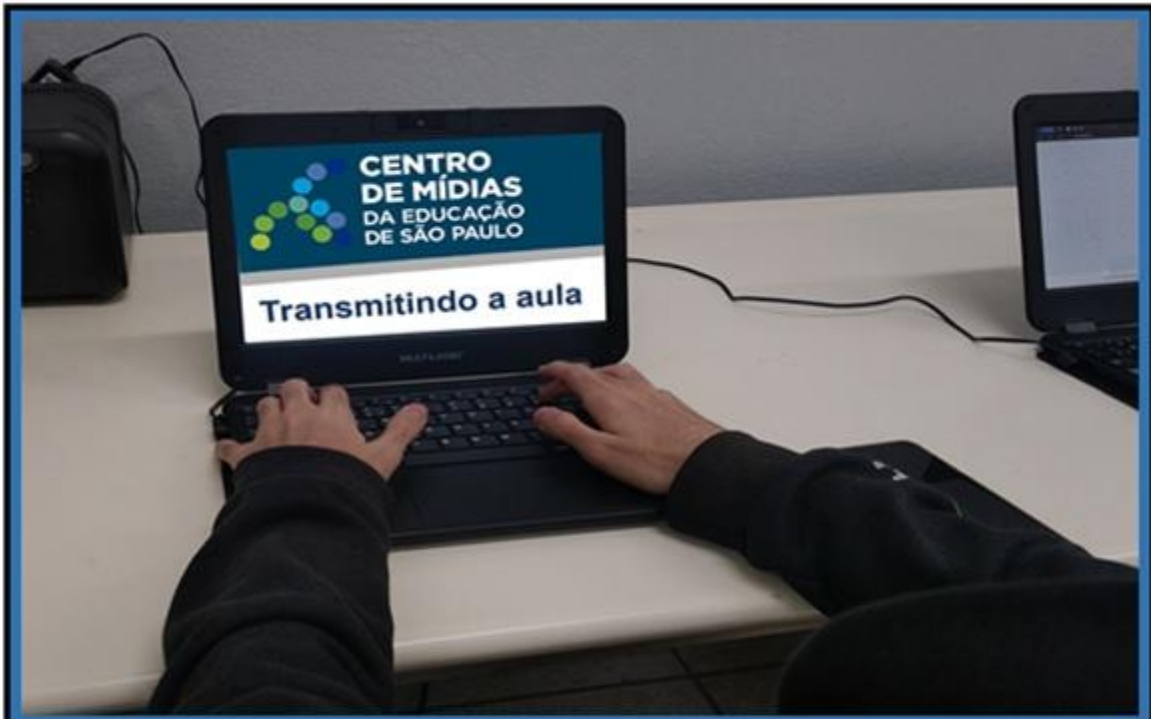 CENTRO
DE MÍDIAS
DA EDUCAÇÃO
DE SÃO PAULO
Transmitindo a aula